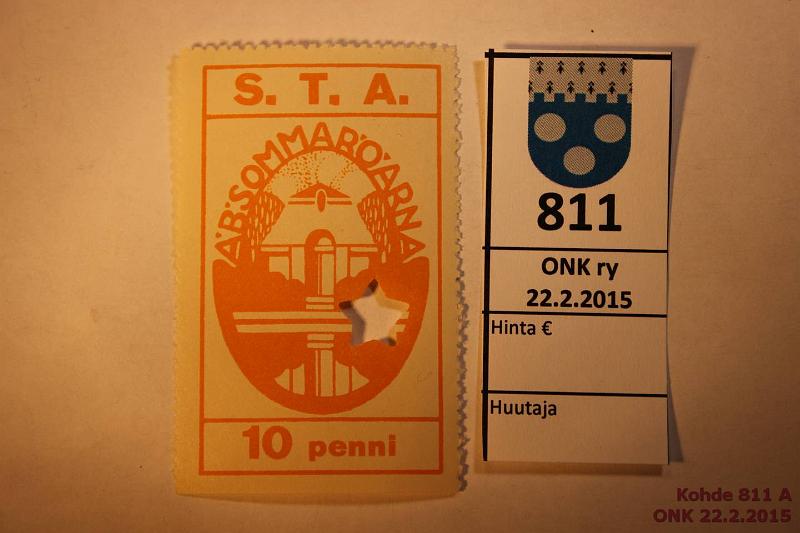 S. T. A.
A·B·SOMMARÖARNA
10 penni
811
ONK ry
22.2.2015
Hinta €
Huutaja
Kohde 811 A
ONK 22.2.2015